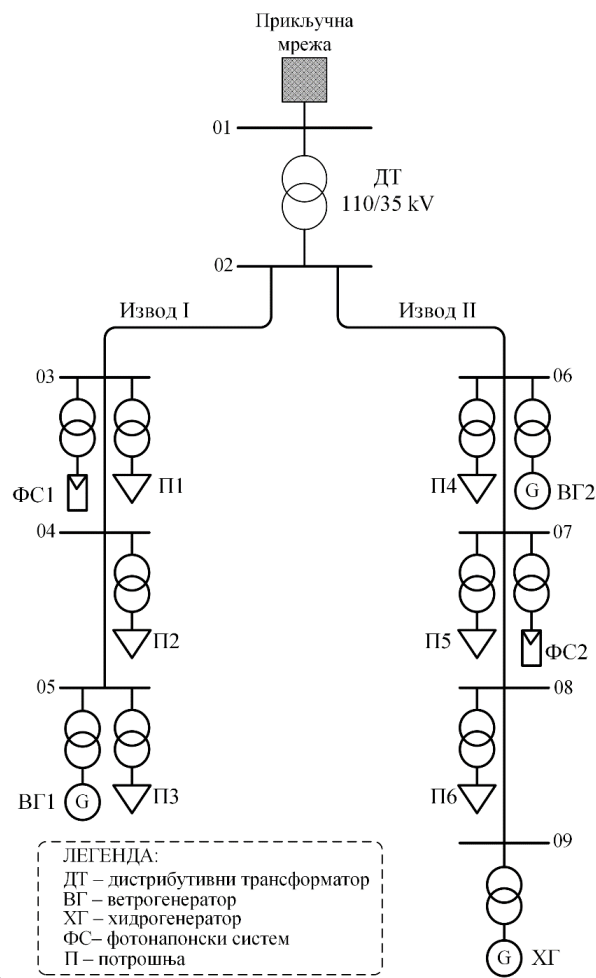 Прикључна
мрежа
01
ДТ
110/35 kV
02
Извод I
Извод II
03
06
ФС1
П1
П4
G
ВГ2
04
07
П2
П5
ФС2
05
08
ВГ1
G
П3
П6
09
ЛЕГЕНДА:
ДТ – дистрибутивни трансформатор
ВГ – ветрогенератор
ХГ – хидрогенератор
ФС– фотонапонски систем
П – потрошња
G
ХГ